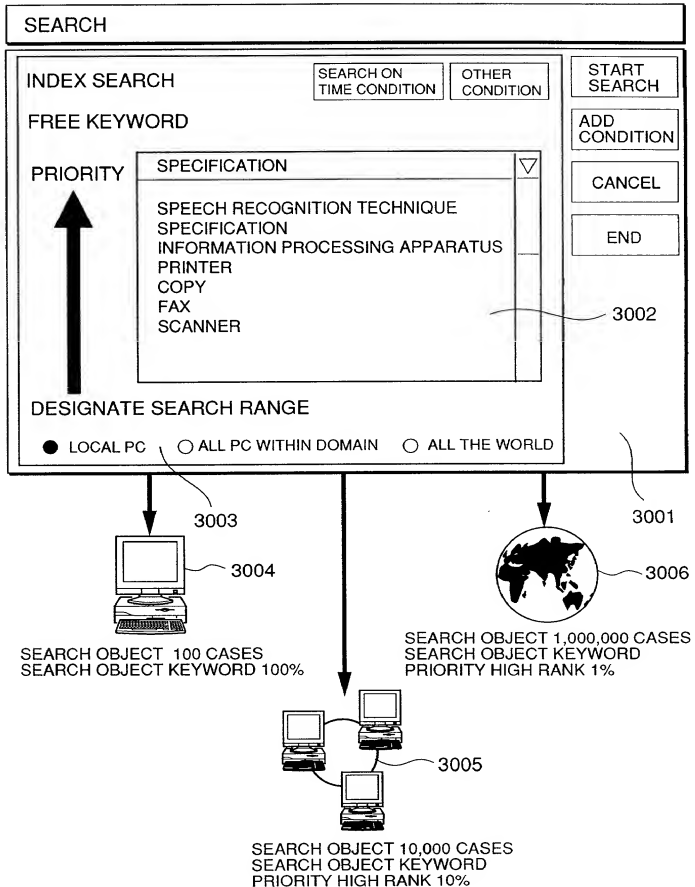 SEARCH
INDEX SEARCH
SEARCH ON
TIME CONDITION
OTHER
CONDITION
START
SEARCH
FREE KEYWORD
ADD
CONDITION
PRIORITY
SPECIFICATION
CANCEL
SPEECH RECOGNITION TECHNIQUE
SPECIFICATION
INFORMATION PROCESSING APPARATUS
PRINTER
COPY
FAX
SCANNER
END
3002
DESIGNATE SEARCH RANGE
LOCAL PC
ALL PC WITHIN DOMAIN
ALL THE WORLD
3003
3001
3004
3006
SEARCH OBJECT 100 CASES
SEARCH OBJECT KEYWORD 100%
SEARCH OBJECT 1,000,000 CASES
SEARCH OBJECT KEYWORD
PRIORITY HIGH RANK 1%
3005
SEARCH OBJECT 10,000 CASES
SEARCH OBJECT KEYWORD
PRIORITY HIGH RANK 10%